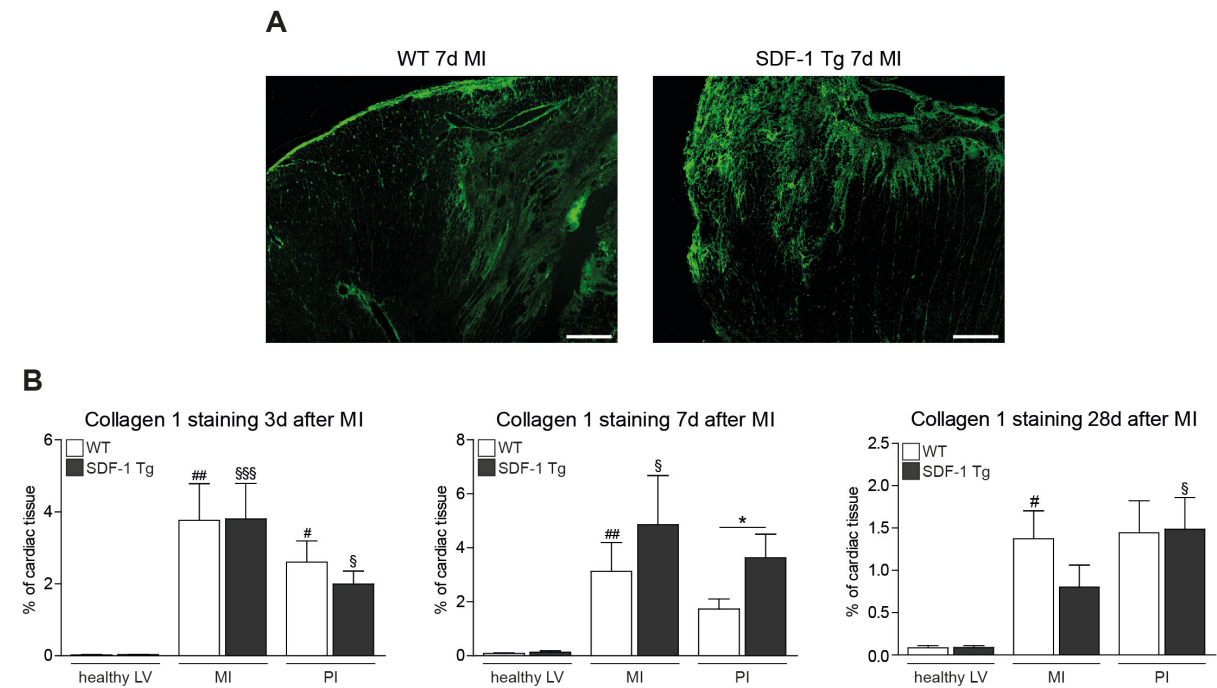 A
WT 7d MI
SDF-1 Tg 7d MI
B
Collagen 1 staining 3d after MI
% of cardiac tissue
6
4
2
0
WT
SDF-1 Tg
##
§§§
#
§
healthy LV
MI
PI
Collagen 1 staining 7d after MI
% of cardiac tissue
8
6
4
2
0
WT
SDF-1 Tg
##
§
*
healthy LV
MI
PI
Collagen 1 staining 28d after MI
% of cardiac tissue
2.5
2.0
1.5
1.0
0.5
0.0
WT
SDF-1 Tg
#
§
healthy LV
MI
PI